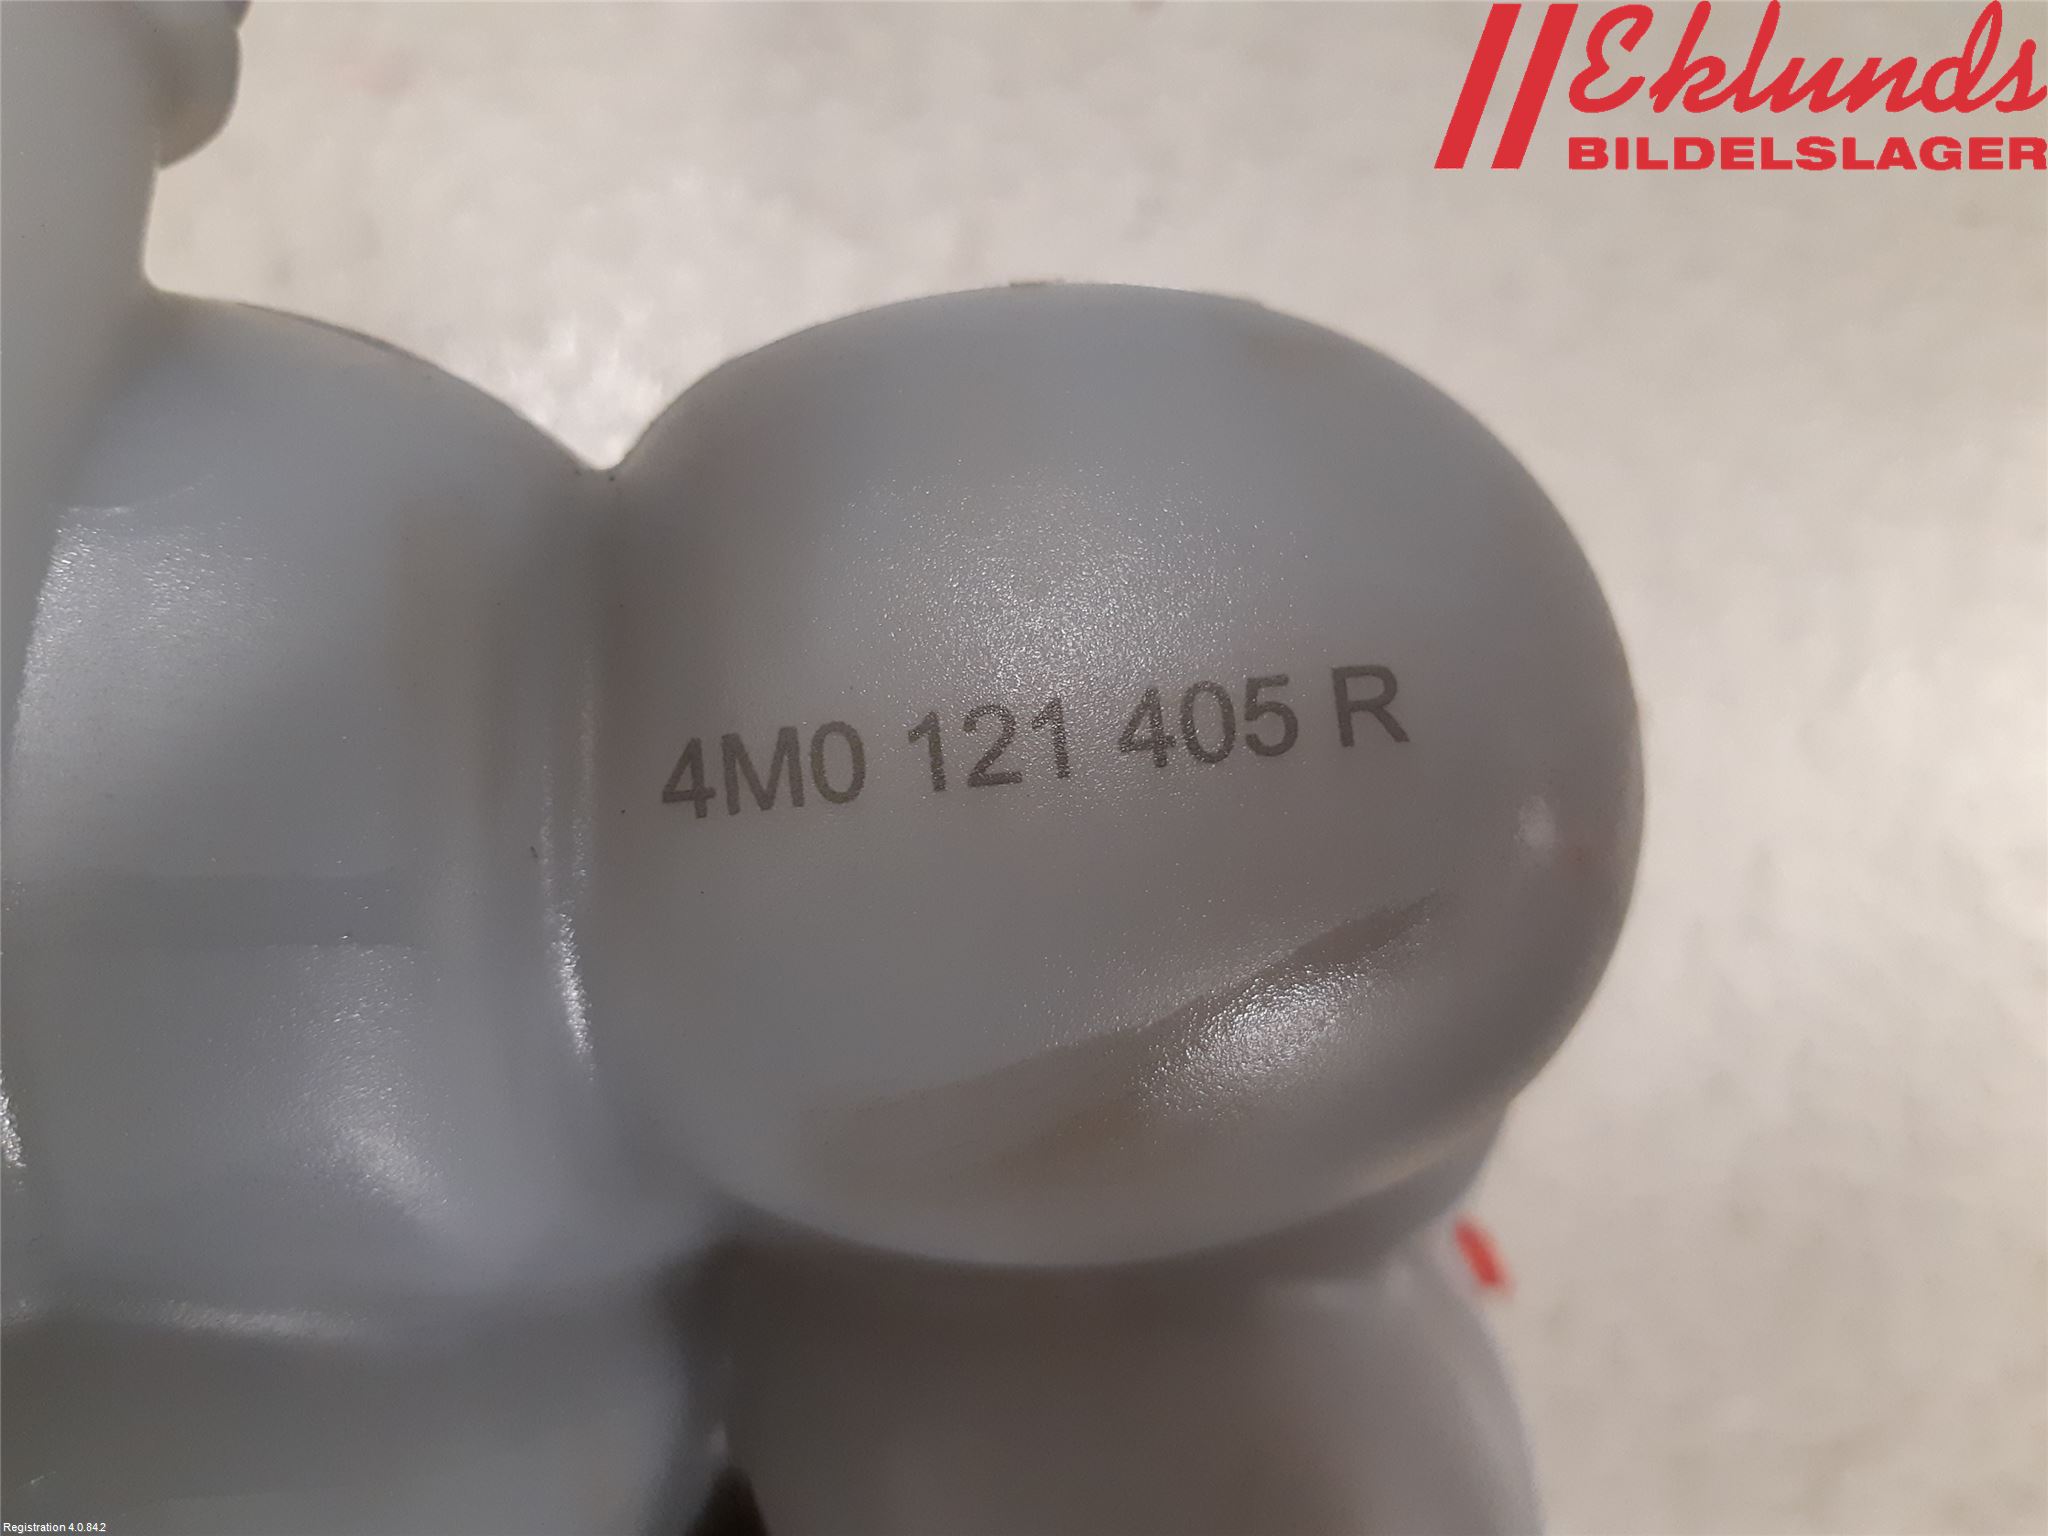 Eklunds
BILDELSLAGER
4M0 121 405 R
Registration 4.0.84.2